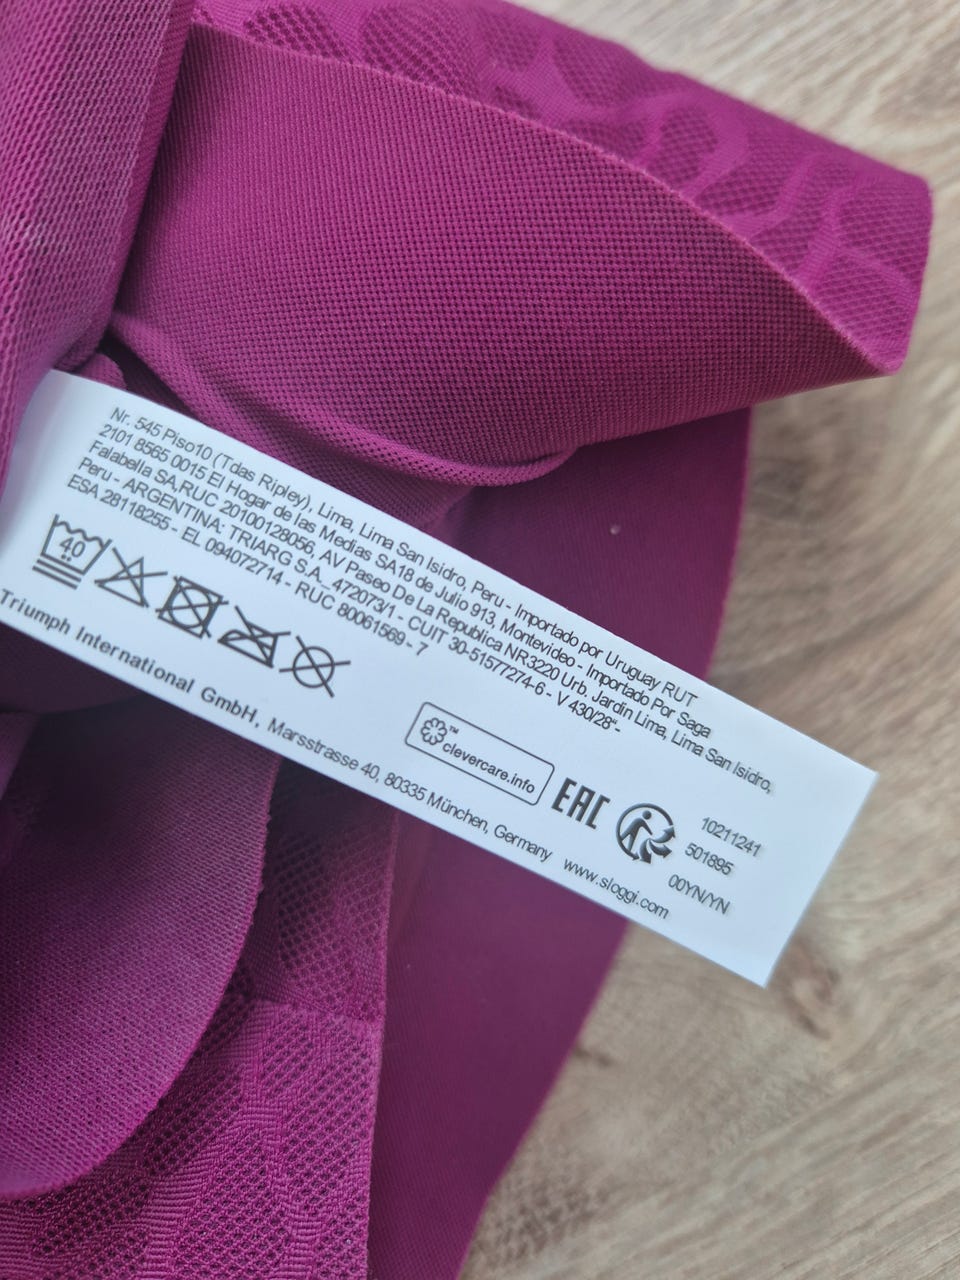 Nr. 545 Piso10 (Tdas Ripley), Lima, Lima San Isidro, Peru - Importado por Uruguay RUT
2101 8565 0015 El Hogar de las Medias SA18 de Julio 913, Montevideo - Importado Por Saga
Falabella SA,RUC 20100128056, AV Paseo De La Republica NR3220 Urb. Jardin Lima, Lima San Isidro,
Peru - ARGENTINA: TRIARG S.A., 472073/1 - CUIT 30-51577274-6 - V 430/28"-
ESA 28118255 - EL 094072714 - RUC 80061569 - 7
40
™
clevercare.info
EAC
10211241
501895
00YN/YN
Triumph International GmbH, Marsstrasse 40, 80335 München, Germany www.sloggi.com